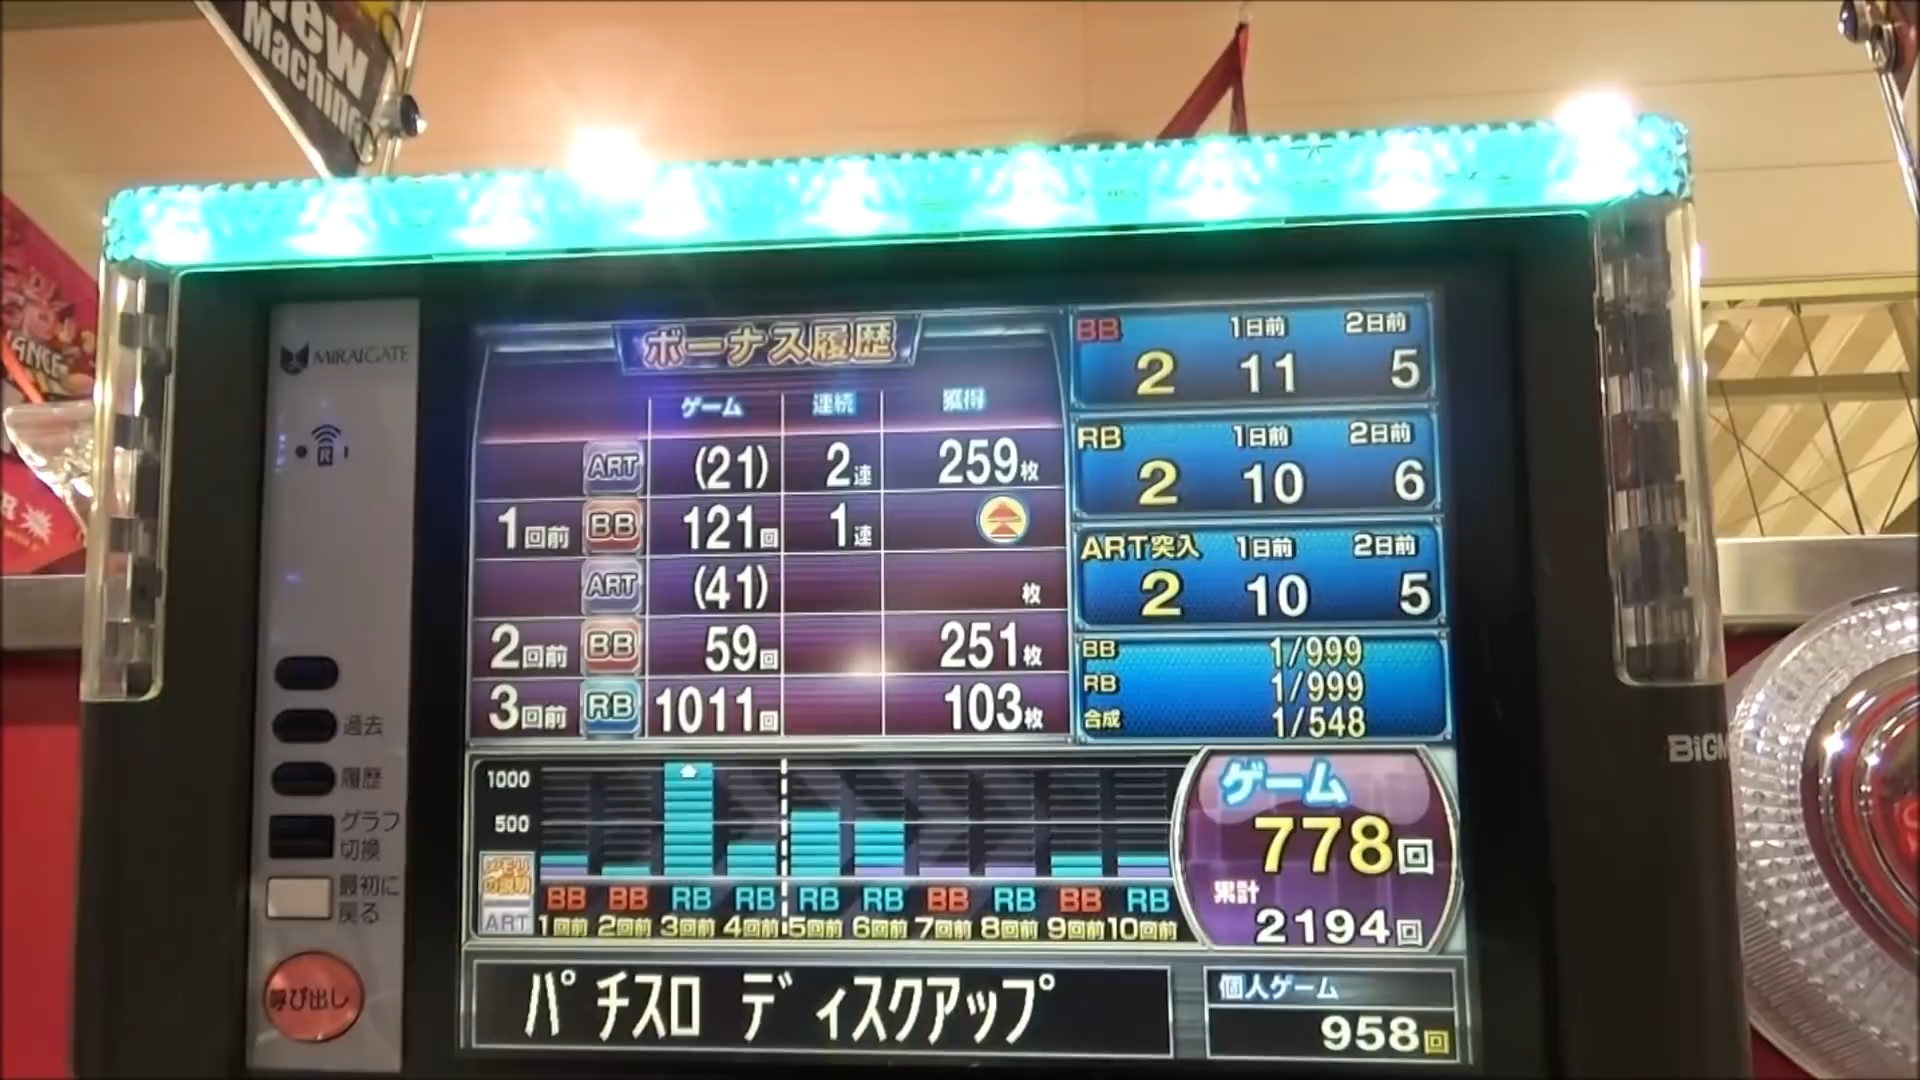 New
Machine
MIRAIGATE
R
過去
履歴
グラフ
切換
最初に
戻る
呼び出し
ボーナス履歴
ゲーム 連続 獲得
ART (21) 2連 259枚
1回前 BB 121回 1連
ART (41) 枚
2回前 BB 59回 251枚
3回前 RB 1011回 103枚
BB 1日前 2日前
2 11 5
RB 1日前 2日前
2 10 6
ART突入 1日前 2日前
2 10 5
BB 1/999
RB 1/999
合成 1/548
1000
500
ART
BB BB RB RB RB RB BB RB BB RB
1回前 2回前 3回前 4回前 5回前 6回前 7回前 8回前 9回前 10回前
ゲーム
778回
累計
2194回
パチスロ ディスクアップ
個人ゲーム
958回
BiGM